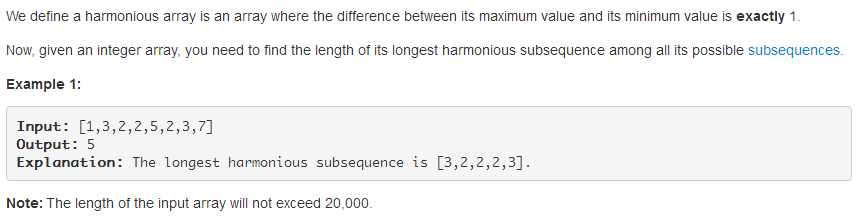 We define a harmonious array is an array where the difference between its maximum value and its minimum value is exactly 1.
Now, given an integer array, you need to find the length of its longest harmonious subsequence among all its possible subsequences.
Example 1:
Input: [1,3,2,2,5,2,3,7]
Output: 5
Explanation: The longest harmonious subsequence is [3,2,2,2,3].
Note: The length of the input array will not exceed 20,000.